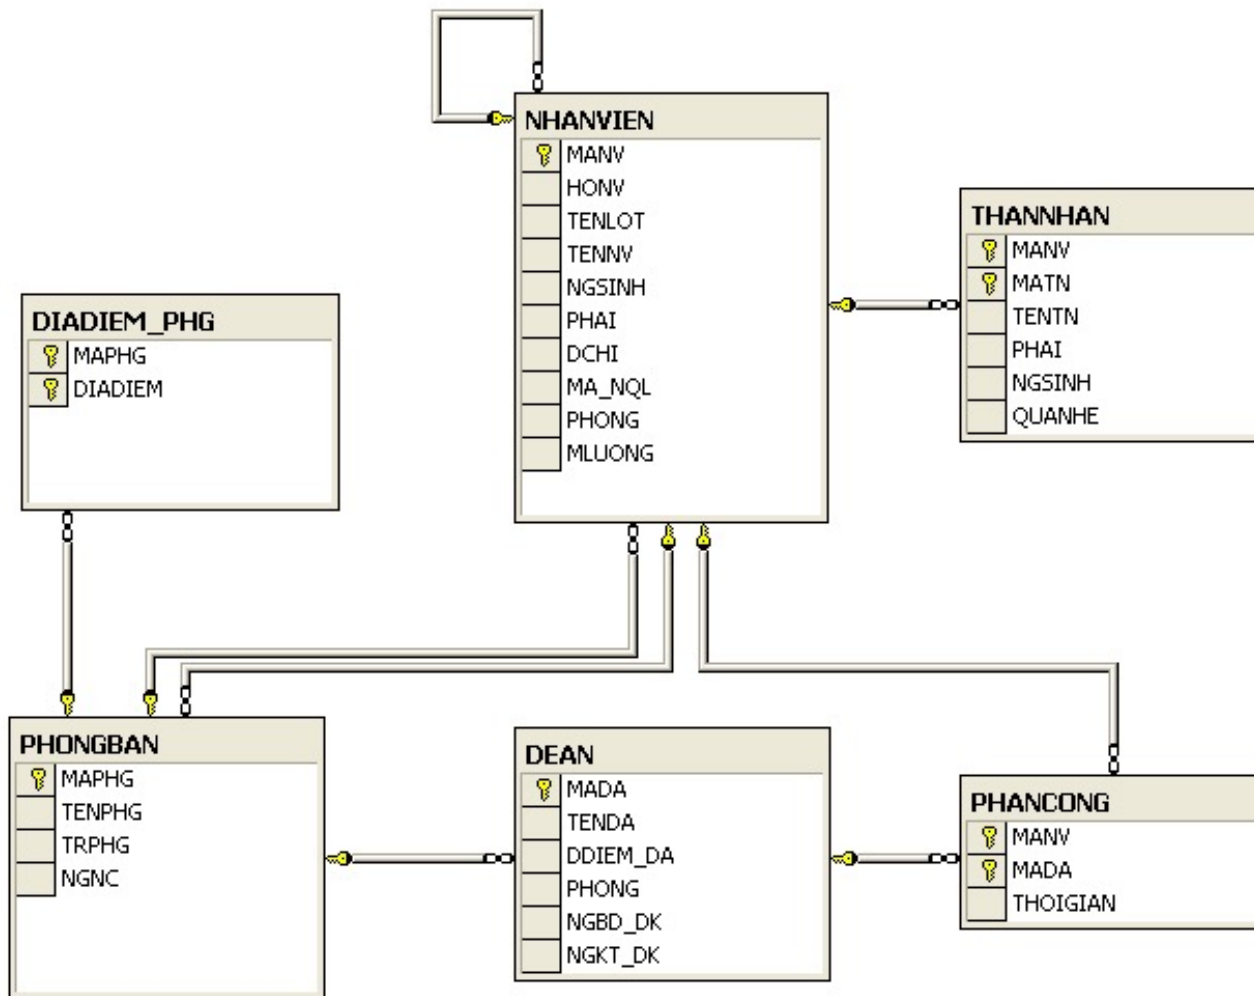 NHANVIEN
MANV
HONV
TENLOT
TENNV
NGSINH
PHAI
DCHI
MA_NQL
PHONG
MLUONG
THANNHAN
MANV
MATN
TENTN
PHAI
NGSINH
QUANHE
DIADIEM_PHG
MAPHG
DIADIEM
PHONGBAN
MAPHG
TENPHG
TRPHG
NGNC
DEAN
MADA
TENDA
DDIEM_DA
PHONG
NGBD_DK
NGKT_DK
PHANCONG
MANV
MADA
THOIGIAN